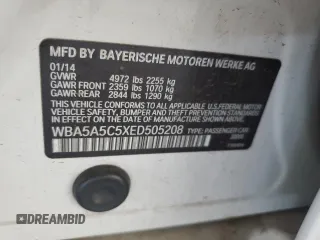 MFD BY BAYERISCHE MOTOREN WERKE AG
01/14
GVWR 4972 lbs 2255 kg
GAWR FRONT 2359 lbs 1070 kg
GAWR REAR 2844 lbs 1290 kg
THIS VEHICLE CONFORMS TO ALL APPLICABLE U.S. FEDERAL MOTOR
VEHICLE SAFETY, BUMPER AND THEFT PREVENTION STANDARDS
IN EFFECT ON THE DATE OF MANUFACTURE SHOWN ABOVE.
WBA5A5C5XED505208 TYPE: PASSENGER CAR
DREAMBID
DREAMBID.COM